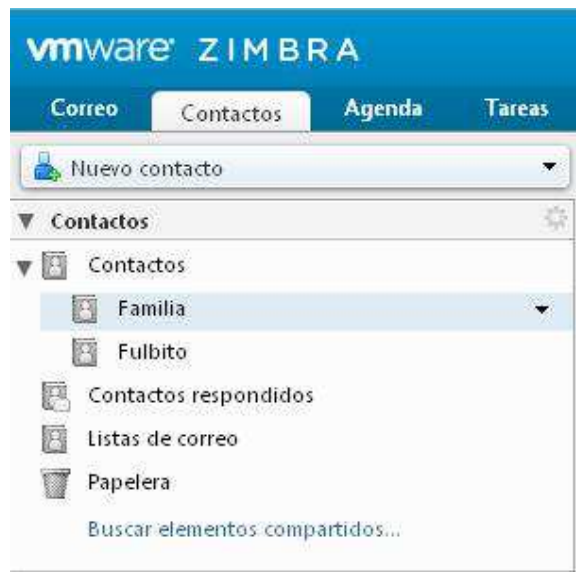 vmware ZIMBRA
Correo Contactos Agenda Tareas
Nuevo contacto
Contactos
Contactos
Familia
Fulbito
Contactos respondidos
Listas de correo
Papelera
Buscar elementos compartidos...